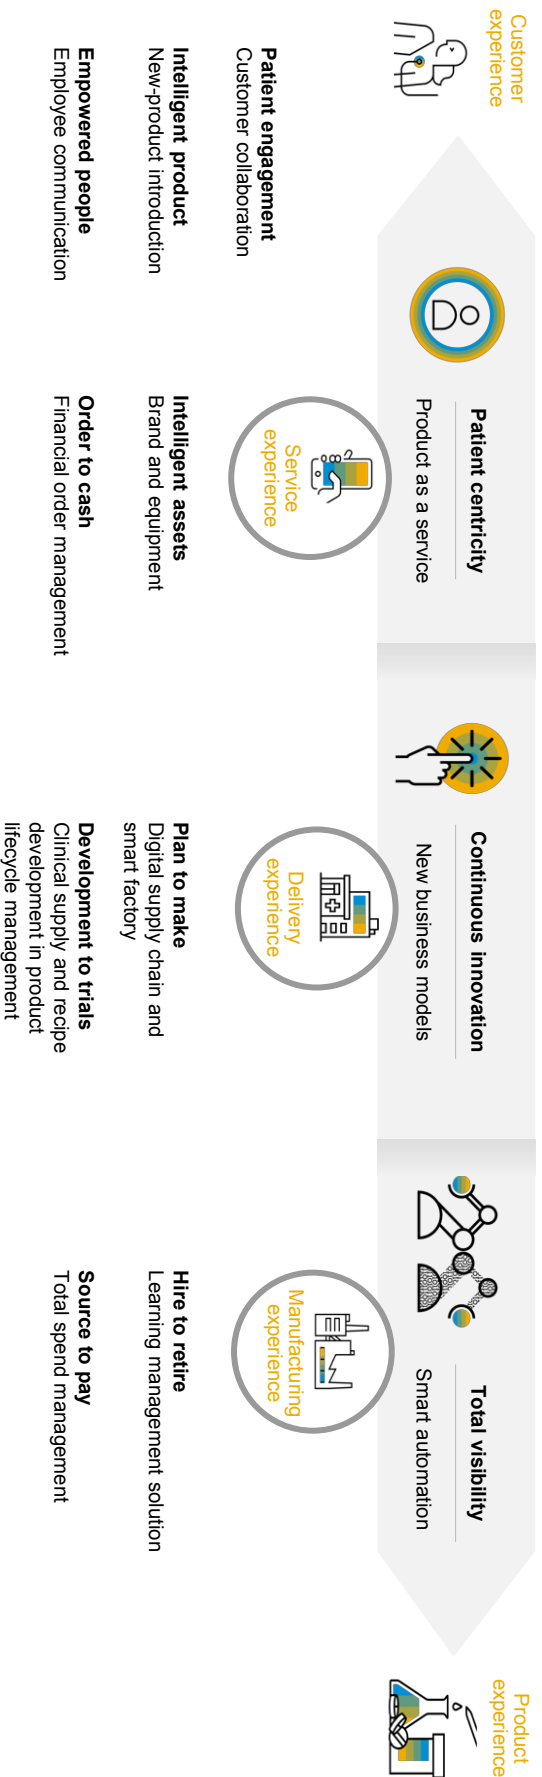 Customer
experience
Patient centricity
Product as a service
Continuous innovation
New business models
Total visibility
Smart automation
Product
experience
Service
experience
Delivery
experience
Manufacturing
experience
Patient engagement
Customer collaboration
Intelligent product
New-product introduction
Intelligent assets
Brand and equipment
Plan to make
Digital supply chain and
smart factory
Hire to retire
Learning management solution
Empowered people
Employee communication
Order to cash
Financial order management
Development to trials
Clinical supply and recipe
development in product
lifecycle management
Source to pay
Total spend management